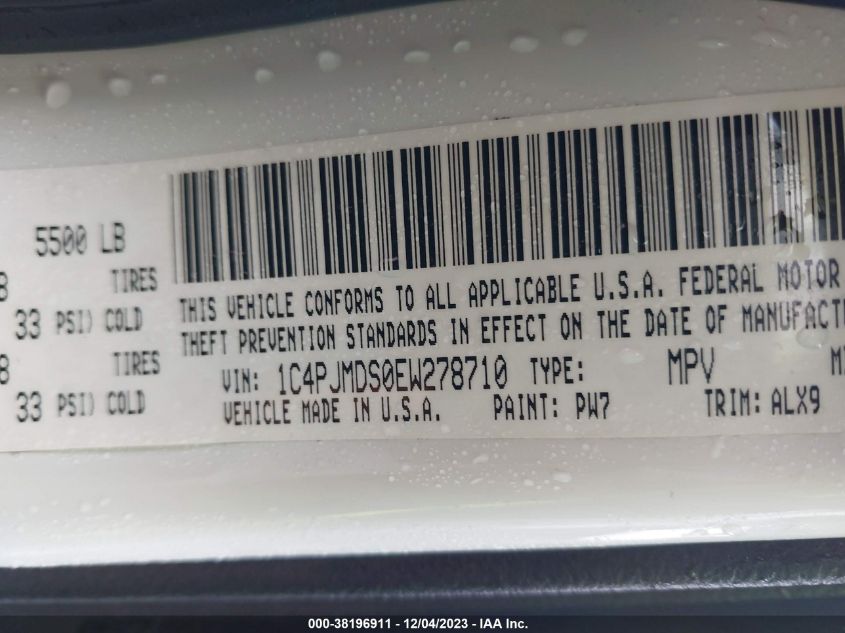 5500 LB
8 TIRES
33 PSI) COLD
8 TIRES
33 PSI) COLD
THIS VEHICLE CONFORMS TO ALL APPLICABLE U.S.A. FEDERAL MOTOR
THEFT PREVENTION STANDARDS IN EFFECT ON THE DATE OF MANUFACT
VIN: 1C4PJMDS0EW278710 TYPE: MPV
VEHICLE MADE IN U.S.A. PAINT: PW7 TRIM: ALX9
000-38196911 - 12/04/2023 - IAA Inc.